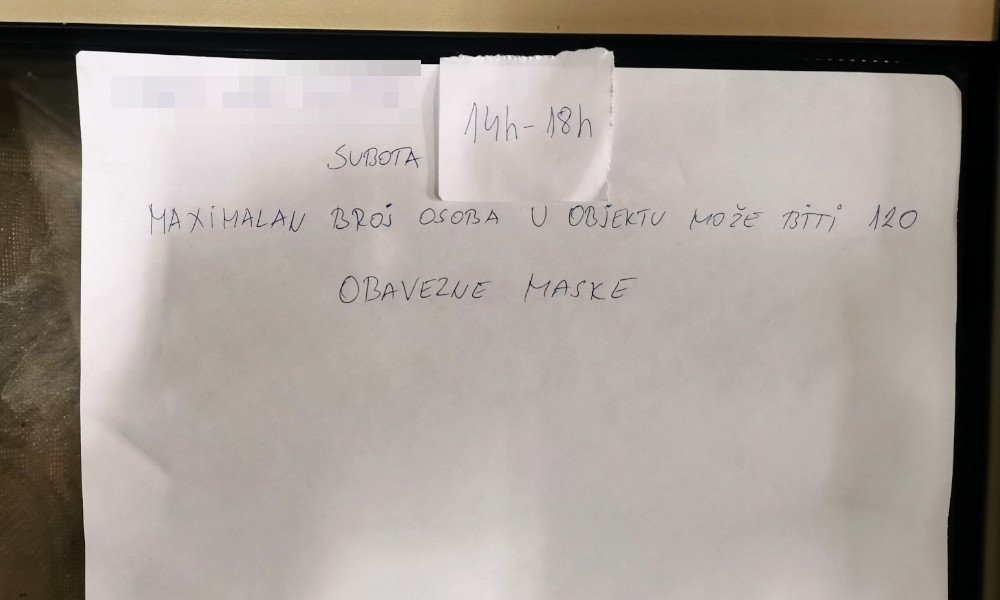 14h-18h
SUBOTA
MAXIMALAN BROJ OSOBA U OBJEKTU MOŽE BITI 120
OBAVEZNE MASKE